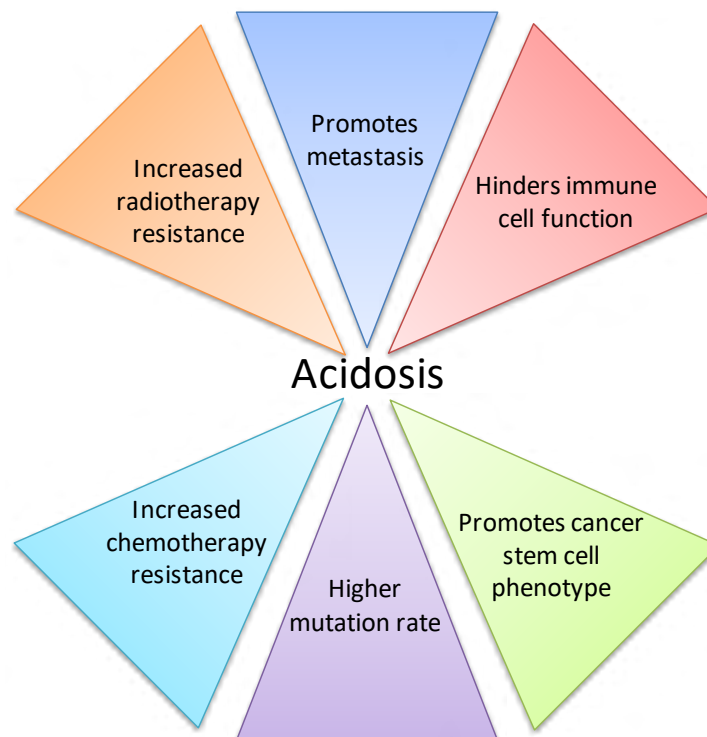 Promotes
metastasis
Increased
radiotherapy
resistance
Hinders immune
cell function
Acidosis
Increased
chemotherapy
resistance
Higher
mutation rate
Promotes cancer
stem cell
phenotype